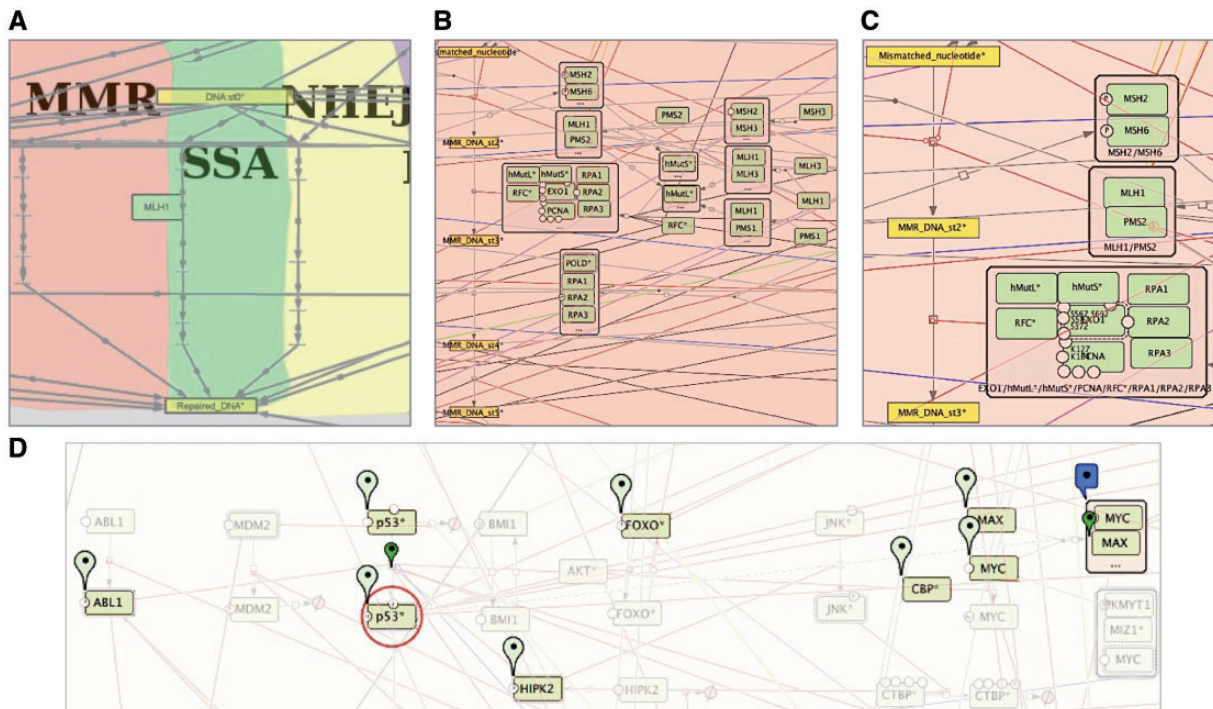 A
MMR
DNA:st0*
NHEJ
SSA
MLH1
Repaired_DNA*
B
smatched_nucleotide*
MSH2
MSH6
...
MLH1
PMS2
...
PMS2
MSH2
MSH3
...
MSH3
MMR_DNA_st2*
hMutL*
hMutS*
RPA1
RFC*
EXO1
RPA2
PCNA
RPA3
...
hMutS*
...
hMutL*
...
MLH1
MLH3
...
MLH3
MLH1
MLH1
PMS1
...
PMS1
RFC*
MMR_DNA_st3*
POLD*
RPA1
RPA2
RPA3
...
MMR_DNA_st4*
MMR_DNA_st5*
C
Mismatched_nucleotide*
P
MSH2
P
MSH6
MSH2/MSH6
MLH1
PMS2
MLH1/PMS2
MMR_DNA_st2*
hMutL*
hMutS*
RPA1
RFC*
EXO1
RPA2
K127
PCNA
RPA3
EXO1/hMutL*/hMutS*/PCNA/RFC*/RPA1/RPA2/RPA3
MMR_DNA_st3*
D
ABL1
MDM2
p53*
BMI1
FOXO*
JNK*
MAX
MYC
MAX
...
AKT*
MYC
CBP*
ABL1
MDM2
p53*
BMI1
FOXO*
JNK*
MYC
PKMYT1
MIZ1*
MYC
HIPK2
HIPK2
CTBP*
CTBP*